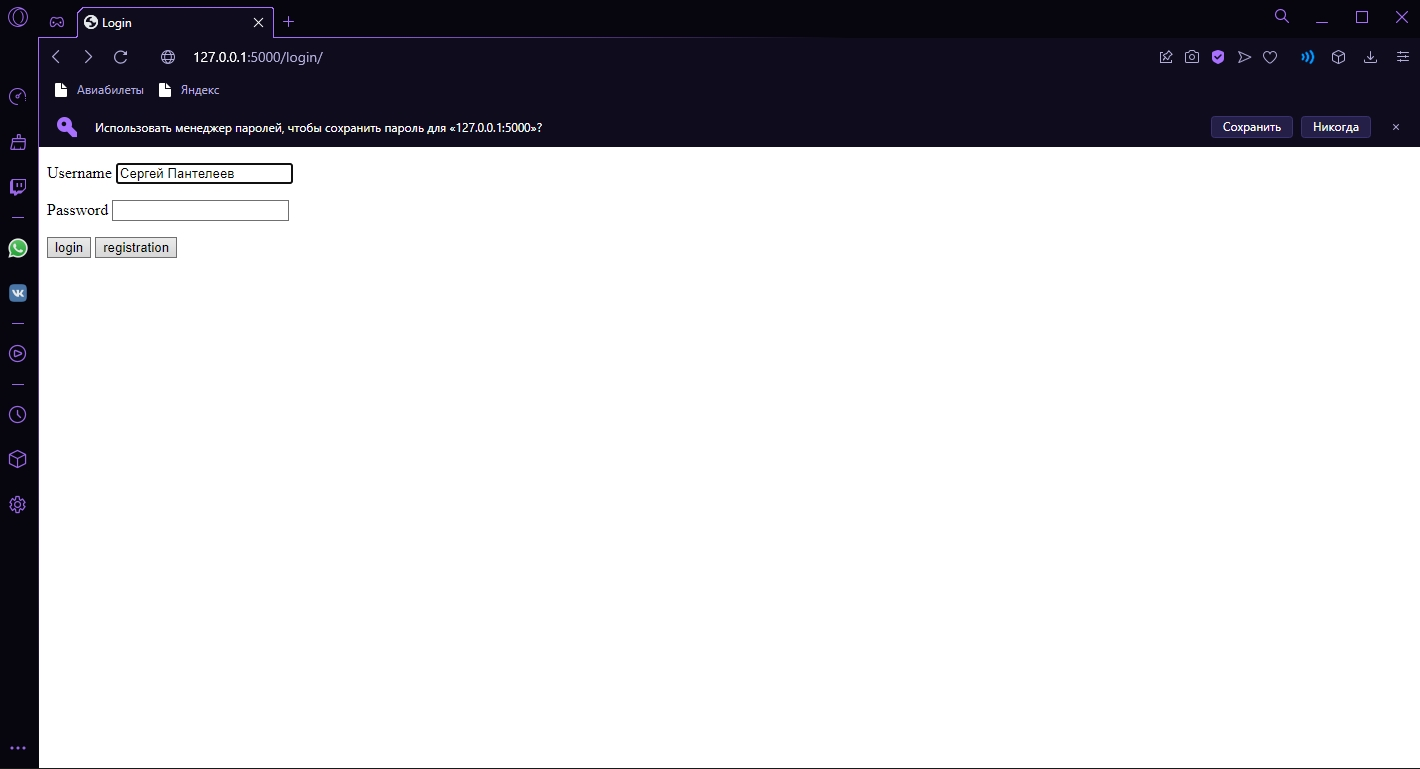 Login
127.0.0.1:5000/login/
Авиабилеты Яндекс
Использовать менеджер паролей, чтобы сохранить пароль для «127.0.0.1:5000»? Сохранить Никогда
Username Сергей Пантелеев
Password
login registration